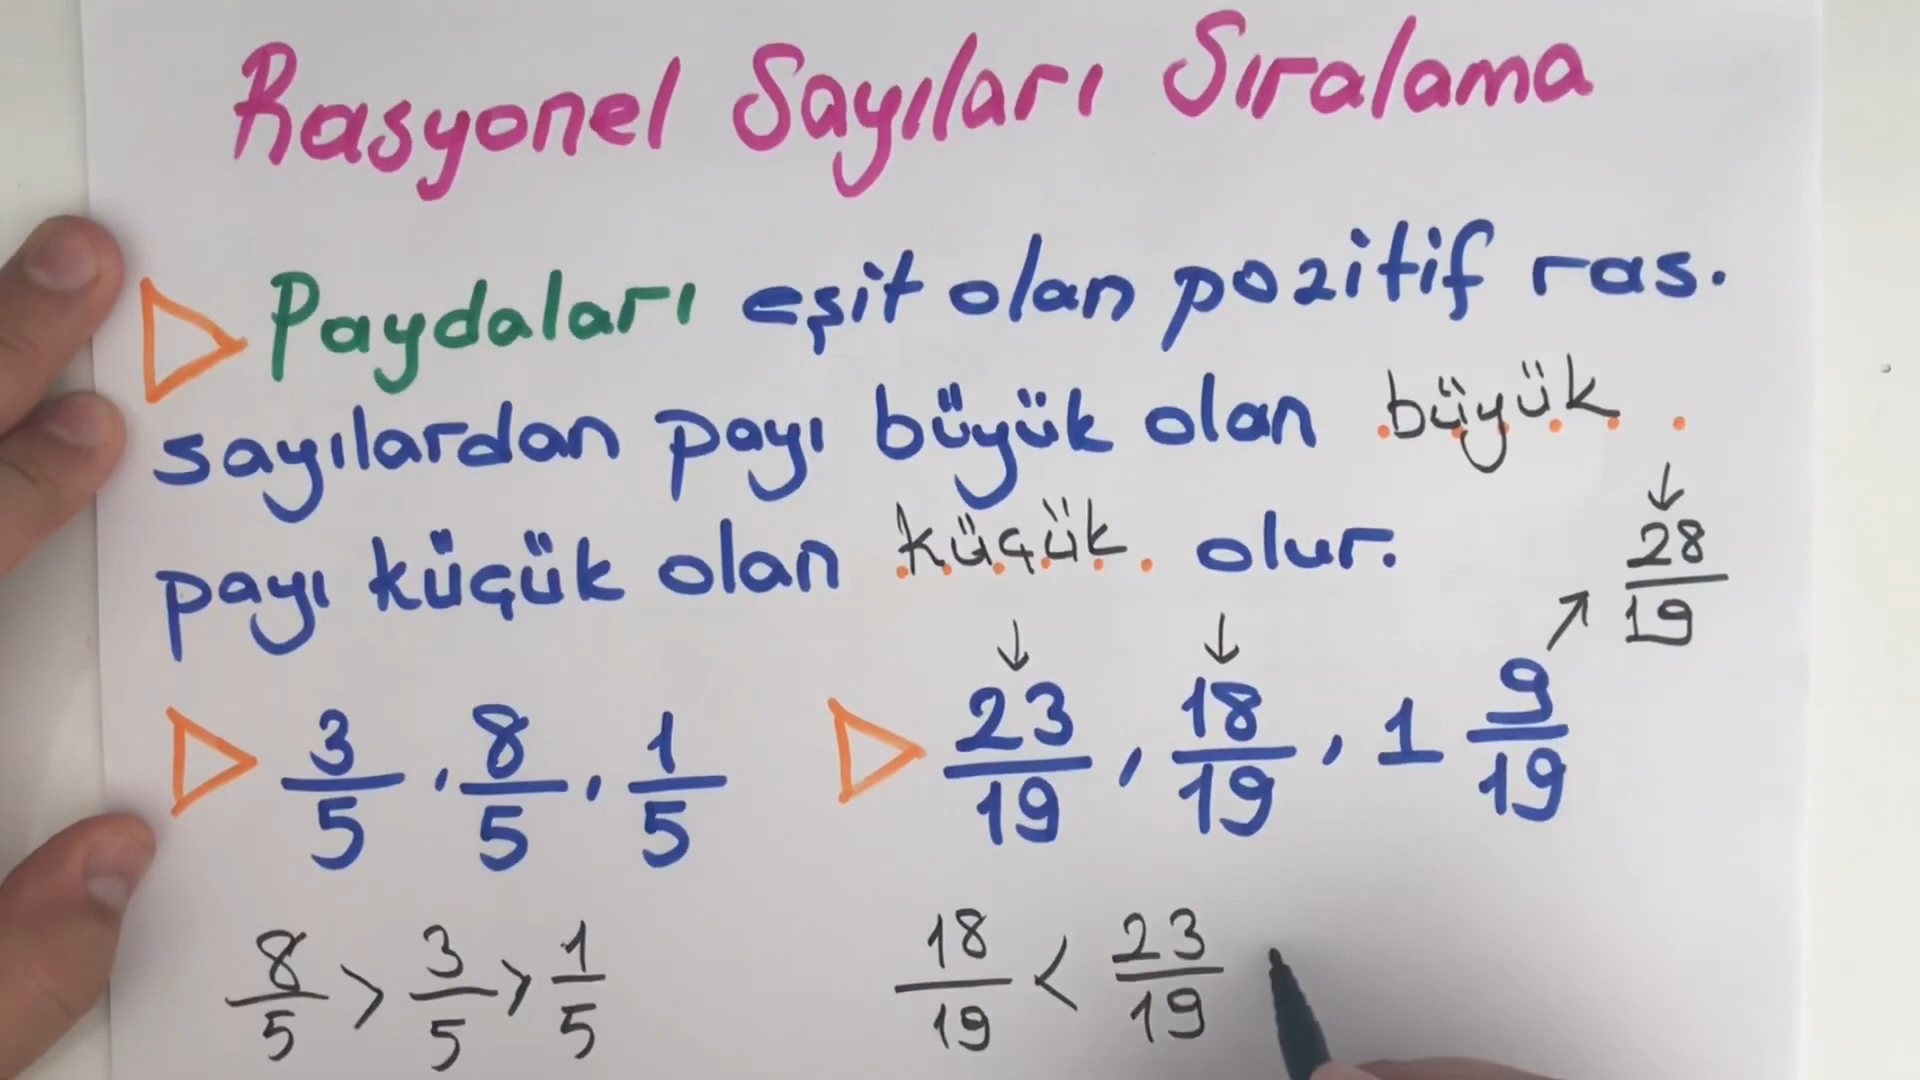 Rasyonel Sayıları Sıralama
Paydaları eşit olan pozitif ras.
sayılardan payı büyük olan büyük
payı küçük olan küçük olur.
28/19
3/5, 8/5, 1/5
23/19, 18/19, 1 9/19
8/5 > 3/5 > 1/5
18/19 < 23/19